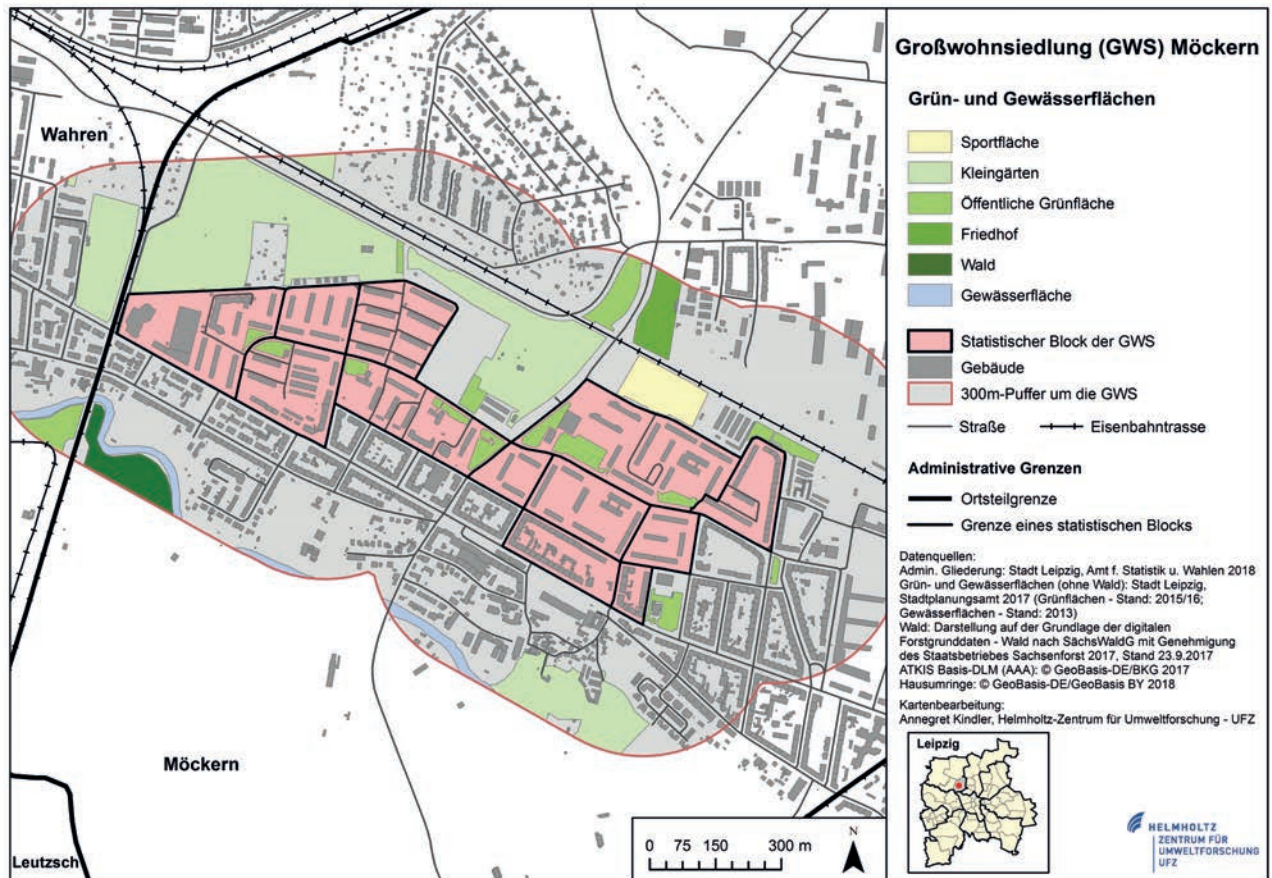 Wahren
Möckern
Leutzsch
0 75 150 300 m
N
Großwohnsiedlung (GWS) Möckern
Grün- und Gewässerflächen
Sportfläche
Kleingärten
Öffentliche Grünfläche
Friedhof
Wald
Gewässerfläche
Statistischer Block der GWS
Gebäude
300m-Puffer um die GWS
Straße Eisenbahntrasse
Administrative Grenzen
Ortsteilgrenze
Grenze eines statistischen Blocks
Datenquellen:
Admin. Gliederung: Stadt Leipzig, Amt f. Statistik u. Wahlen 2018
Grün- und Gewässerflächen (ohne Wald): Stadt Leipzig,
Stadtplanungsamt 2017 (Grünflächen - Stand: 2015/16;
Gewässerflächen - Stand: 2013)
Wald: Darstellung auf der Grundlage der digitalen
Forstgrunddaten - Wald nach SächsWaldG mit Genehmigung
des Staatsbetriebes Sachsenforst 2017, Stand 23.9.2017
ATKIS Basis-DLM (AAA): © GeoBasis-DE/BKG 2017
Hausumringe: © GeoBasis-DE/GeoBasis BY 2018
Kartenbearbeitung:
Annegret Kindler, Helmholtz-Zentrum für Umweltforschung - UFZ
Leipzig
HELMHOLTZ
ZENTRUM FÜR
UMWELTFORSCHUNG
UFZ